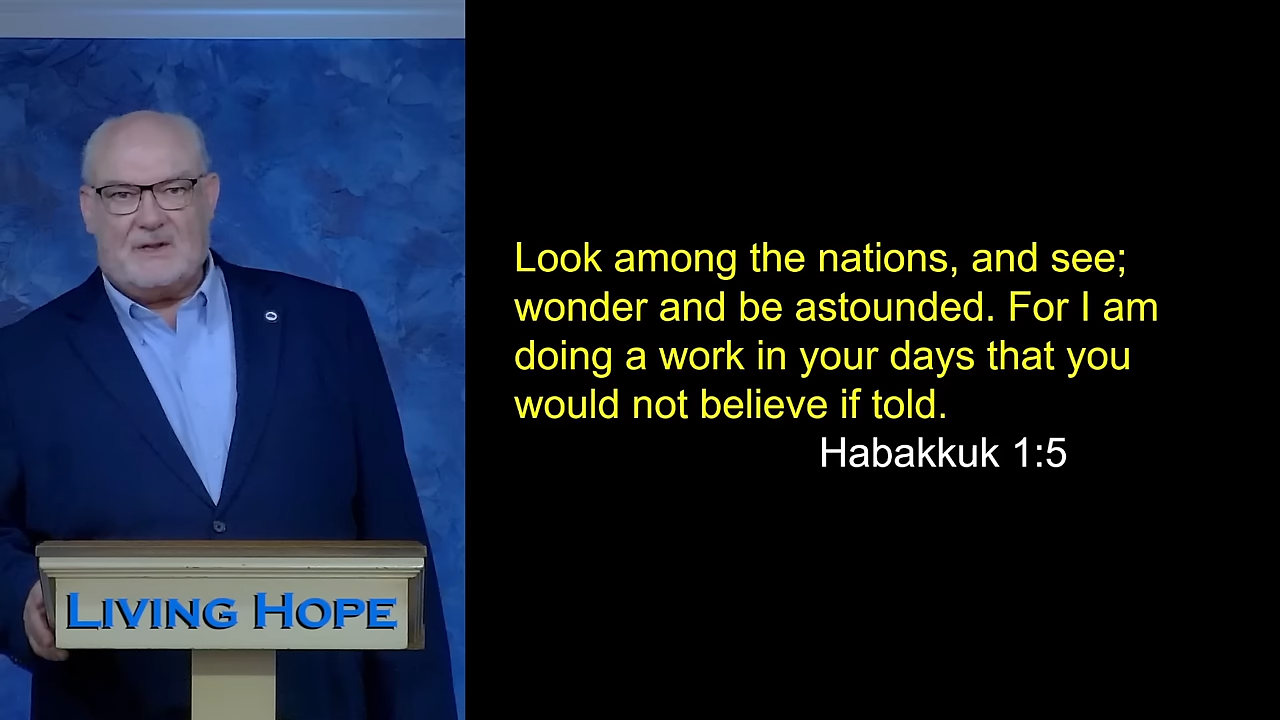 Look among the nations, and see;
wonder and be astounded. For I am
doing a work in your days that you
would not believe if told.
Habakkuk 1:5
LIVING HOPE